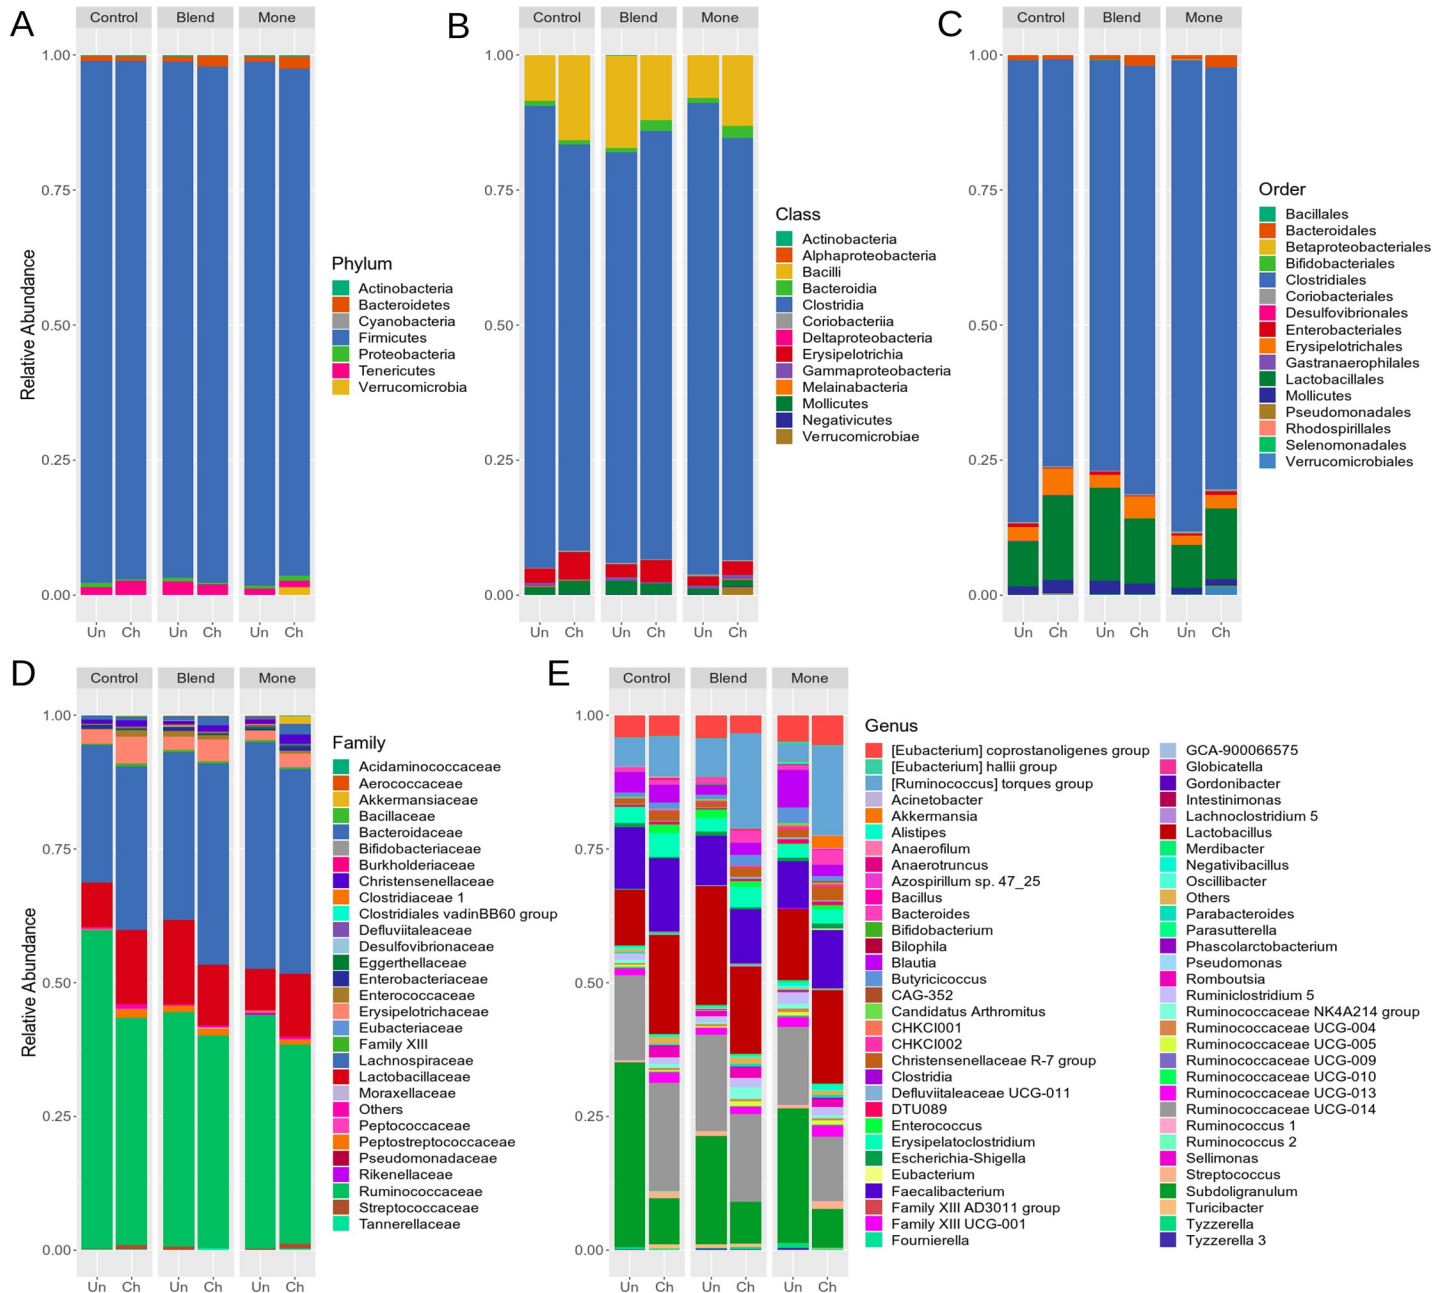 A
Control Blend Mone
1.00
0.75
0.50
0.25
0.00
Relative Abundance
Un Ch Un Ch Un Ch
Phylum
Actinobacteria
Bacteroidetes
Cyanobacteria
Firmicutes
Proteobacteria
Tenericutes
Verrucomicrobia
B
Control Blend Mone
1.00
0.75
0.50
0.25
0.00
Un Ch Un Ch Un Ch
Class
Actinobacteria
Alphaproteobacteria
Bacilli
Bacteroidia
Clostridia
Coriobacteriia
Deltaproteobacteria
Erysipelotrichia
Gammaproteobacteria
Melainabacteria
Mollicutes
Negativicutes
Verrucomicrobiae
C
Control Blend Mone
1.00
0.75
0.50
0.25
0.00
Un Ch Un Ch Un Ch
Order
Bacillales
Bacteroidales
Betaproteobacteriales
Bifidobacteriales
Clostridiales
Coriobacteriales
Desulfovibrionales
Enterobacteriales
Erysipelotrichales
Gastranaerophilales
Lactobacillales
Mollicutes
Pseudomonadales
Rhodospirillales
Selenomonadales
Verrucomicrobiales
D
Control Blend Mone
1.00
0.75
0.50
0.25
0.00
Relative Abundance
Un Ch Un Ch Un Ch
Family
Acidaminococcaceae
Aerococcaceae
Akkermansiaceae
Bacillaceae
Bacteroidaceae
Bifidobacteriaceae
Burkholderiaceae
Christensenellaceae
Clostridiaceae 1
Clostridiales vadinBB60 group
Defluviitaleaceae
Desulfovibrionaceae
Eggerthellaceae
Enterobacteriaceae
Enterococcaceae
Erysipelotrichaceae
Eubacteriaceae
Family XIII
Lachnospiraceae
Lactobacillaceae
Moraxellaceae
Others
Peptococcaceae
Peptostreptococcaceae
Pseudomonadaceae
Rikenellaceae
Ruminococcaceae
Streptococcaceae
Tannerellaceae
E
Control Blend Mone
1.00
0.75
0.50
0.25
0.00
Un Ch Un Ch Un Ch
Genus
[Eubacterium] coprostanoligenes group
[Eubacterium] hallii group
[Ruminococcus] torques group
Acinetobacter
Akkermansia
Alistipes
Anaerofilum
Anaerotruncus
Azospirillum sp. 47_25
Bacillus
Bacteroides
Bifidobacterium
Bilophila
Blautia
Butyricicoccus
CAG-352
Candidatus Arthromitus
CHKCI001
CHKCI002
Christensenellaceae R-7 group
Clostridia
Defluviitaleaceae UCG-011
DTU089
Enterococcus
Erysipelatoclostridium
Escherichia-Shigella
Eubacterium
Faecalibacterium
Family XIII AD3011 group
Family XIII UCG-001
Fournierella
GCA-900066575
Globicatella
Gordonibacter
Intestinimonas
Lachnoclostridium 5
Lactobacillus
Merdibacter
Negativibacillus
Oscillibacter
Others
Parabacteroides
Parasutterella
Phascolarctobacterium
Pseudomonas
Romboutsia
Ruminiclostridium 5
Ruminococcaceae NK4A214 group
Ruminococcaceae UCG-004
Ruminococcaceae UCG-005
Ruminococcaceae UCG-009
Ruminococcaceae UCG-010
Ruminococcaceae UCG-013
Ruminococcaceae UCG-014
Ruminococcus 1
Ruminococcus 2
Sellimonas
Streptococcus
Subdoligranulum
Turicibacter
Tyzzerella
Tyzzerella 3